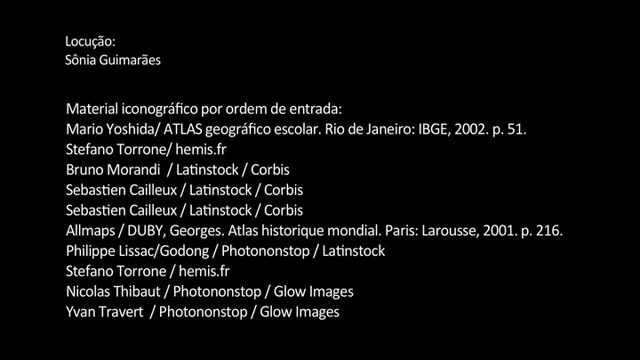 Locução:
Sônia Guimarães
Material iconográfico por ordem de entrada:
Mario Yoshida/ ATLAS geográfico escolar. Rio de Janeiro: IBGE, 2002. p. 51.
Stefano Torrone/ hemis.fr
Bruno Morandi / Latinstock / Corbis
Sebastien Cailleux / Latinstock / Corbis
Sebastien Cailleux / Latinstock / Corbis
Allmaps / DUBY, Georges. Atlas historique mondial. Paris: Larousse, 2001. p. 216.
Philippe Lissac/Godong / Photononstop / Latinstock
Stefano Torrone / hemis.fr
Nicolas Thibaut / Photononstop / Glow Images
Yvan Travert / Photononstop / Glow Images